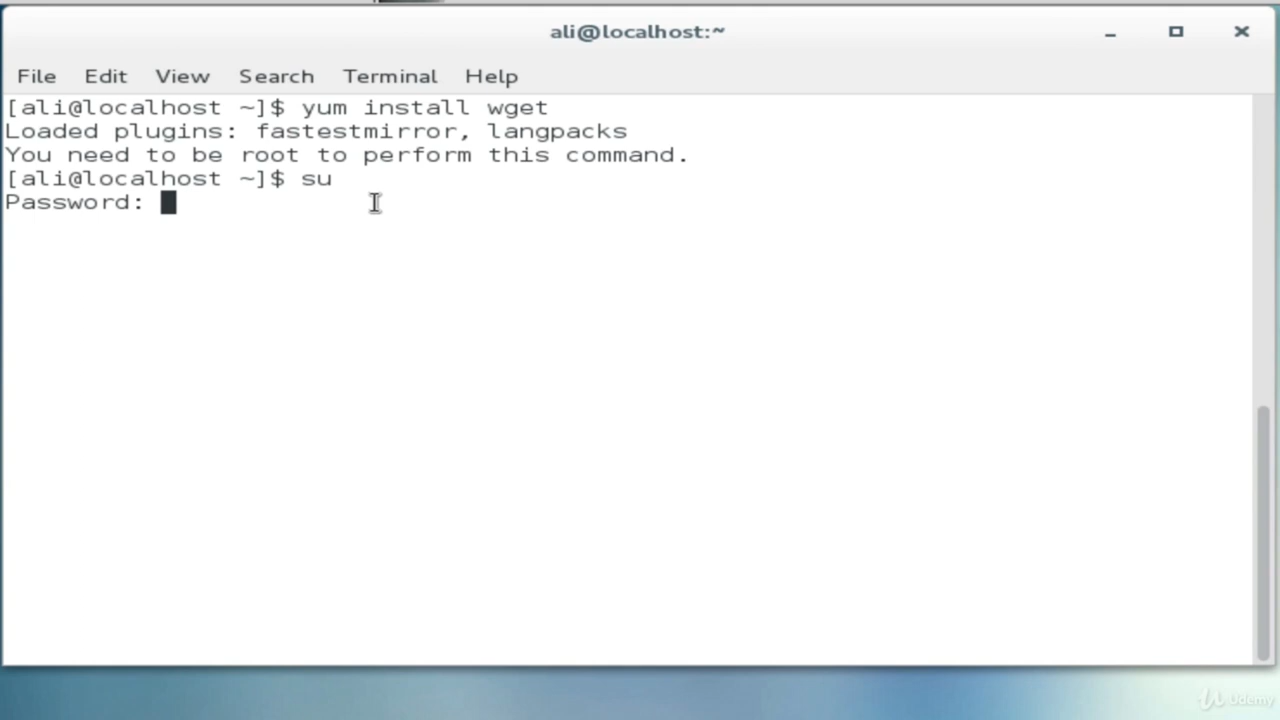 ali@localhost:~
File Edit View Search Terminal Help
[ali@localhost ~]$ yum install wget
Loaded plugins: fastestmirror, langpacks
You need to be root to perform this command.
[ali@localhost ~]$ su
Password:
Udemy